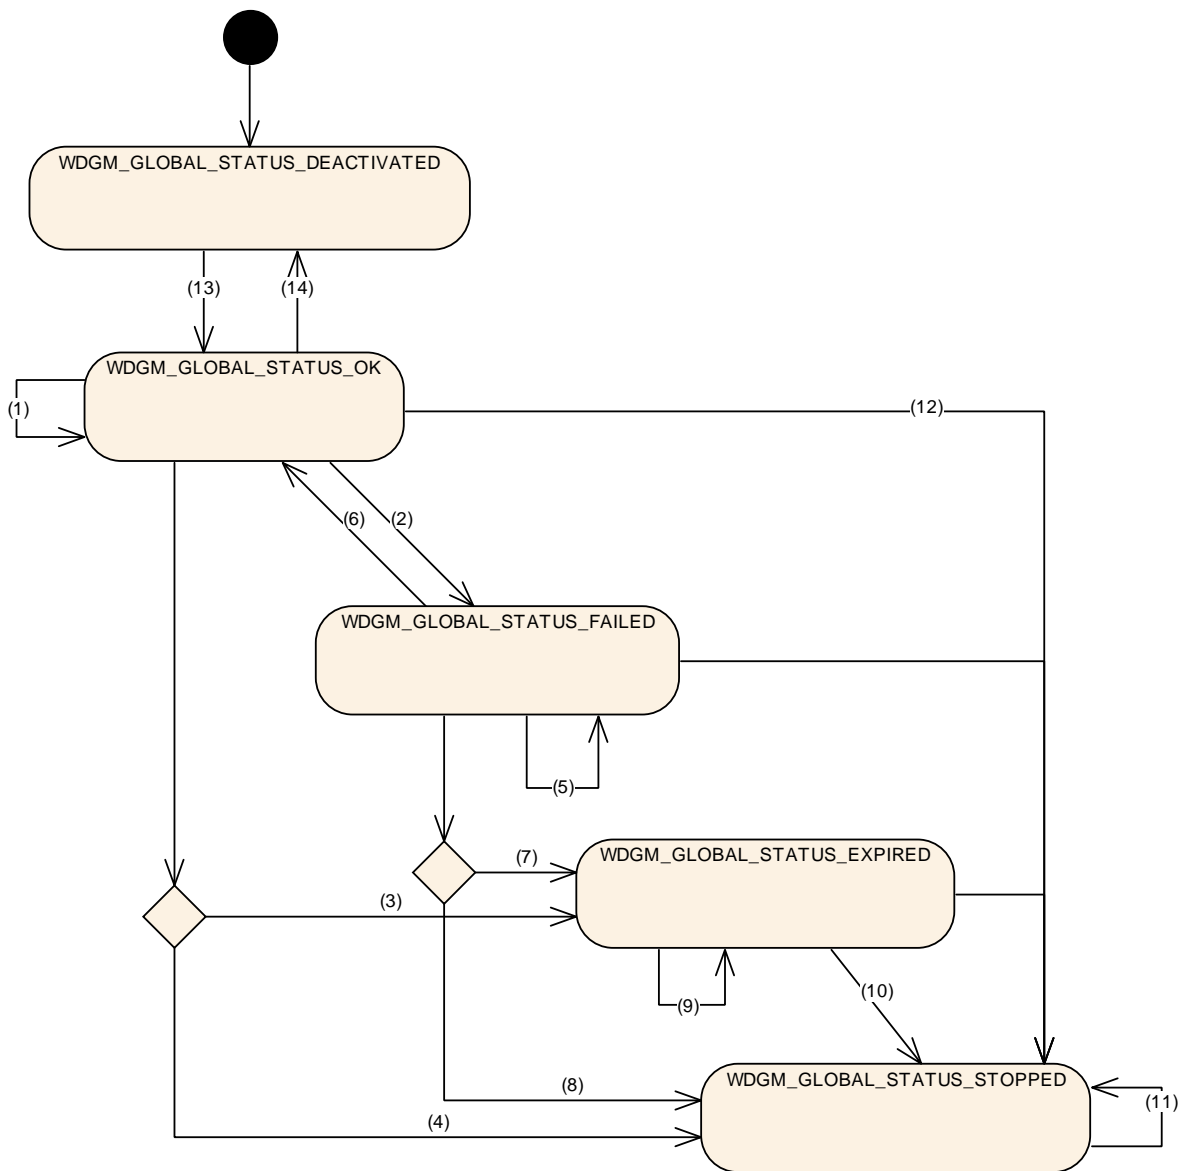 WDGM_GLOBAL_STATUS_DEACTIVATED
(13)
(14)
WDGM_GLOBAL_STATUS_OK
(1)
(12)
(6)
(2)
WDGM_GLOBAL_STATUS_FAILED
(5)
(7)
WDGM_GLOBAL_STATUS_EXPIRED
(3)
(9)
(10)
WDGM_GLOBAL_STATUS_STOPPED
(8)
(11)
(4)